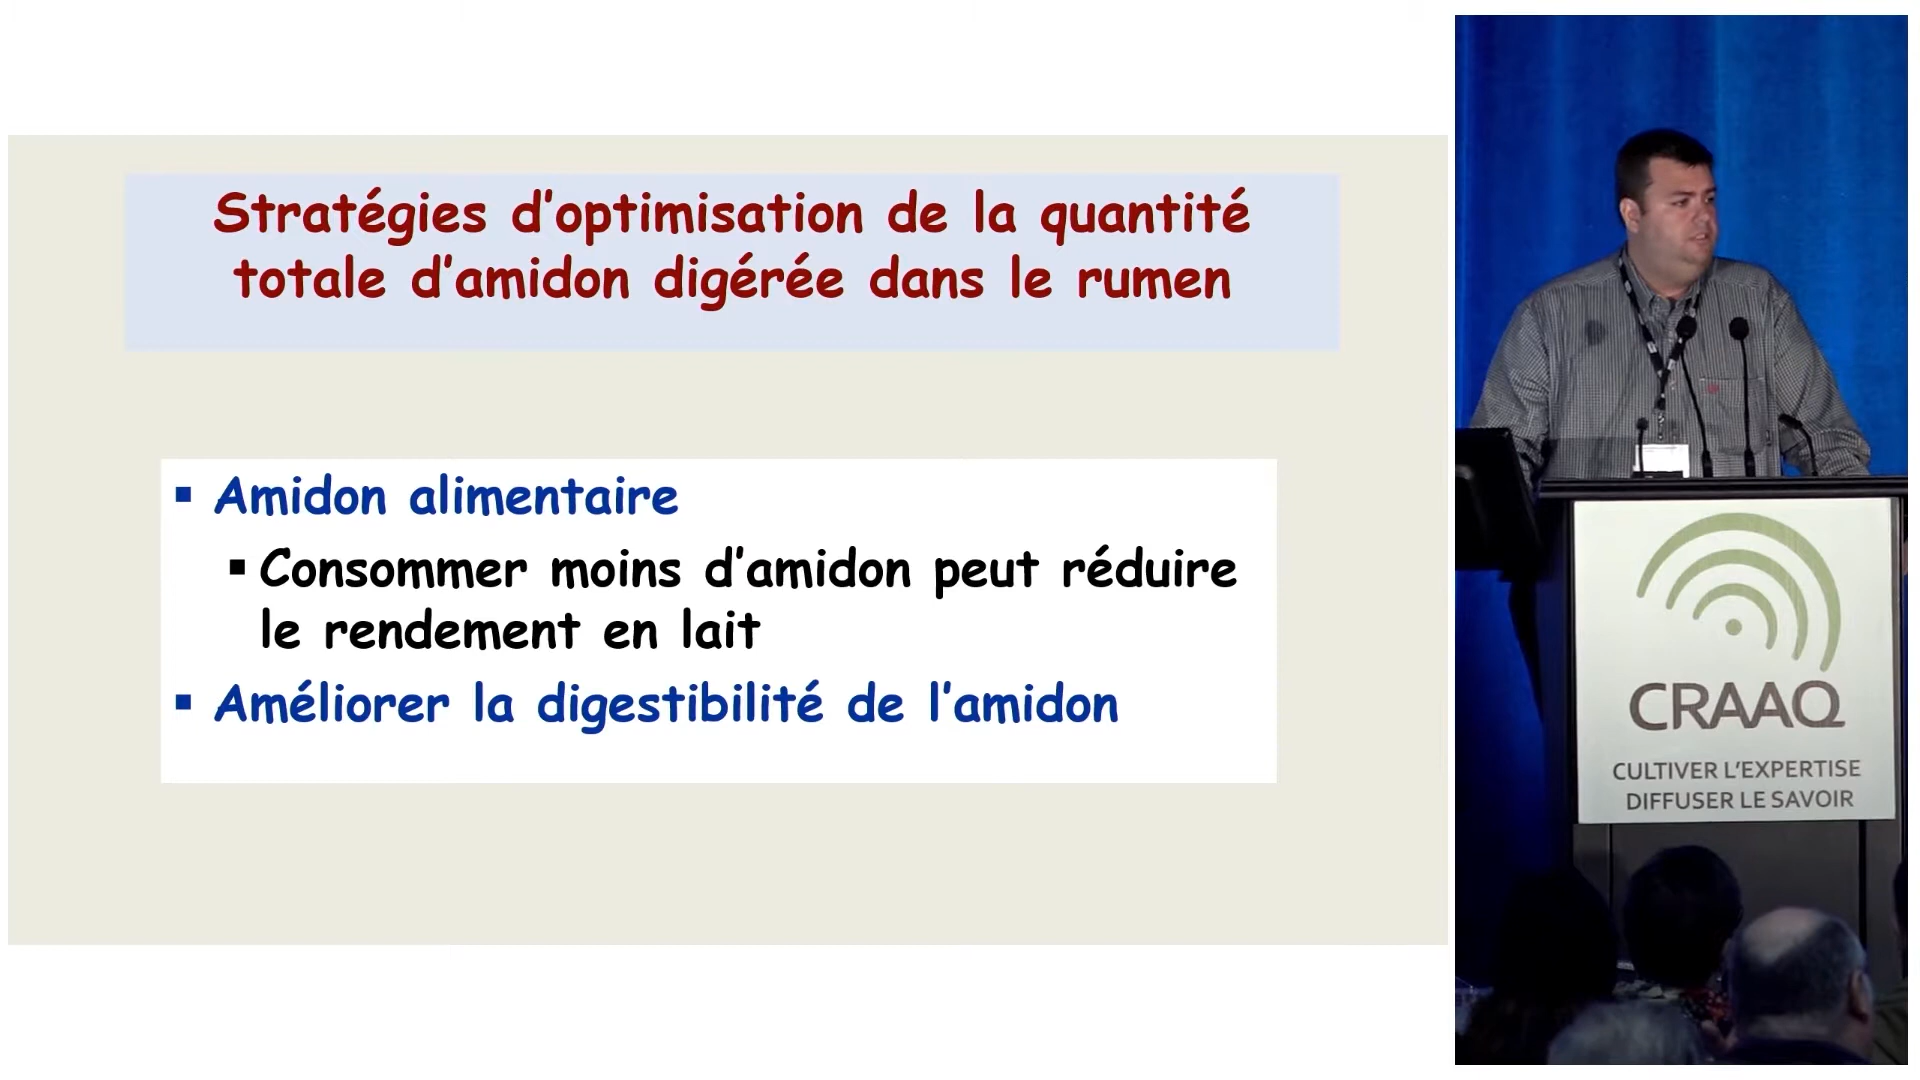 Stratégies d'optimisation de la quantité
totale d'amidon digérée dans le rumen
▪ Amidon alimentaire
▪ Consommer moins d'amidon peut réduire
le rendement en lait
▪ Améliorer la digestibilité de l'amidon
CRAAQ
CULTIVER L'EXPERTISE
DIFFUSER LE SAVOIR